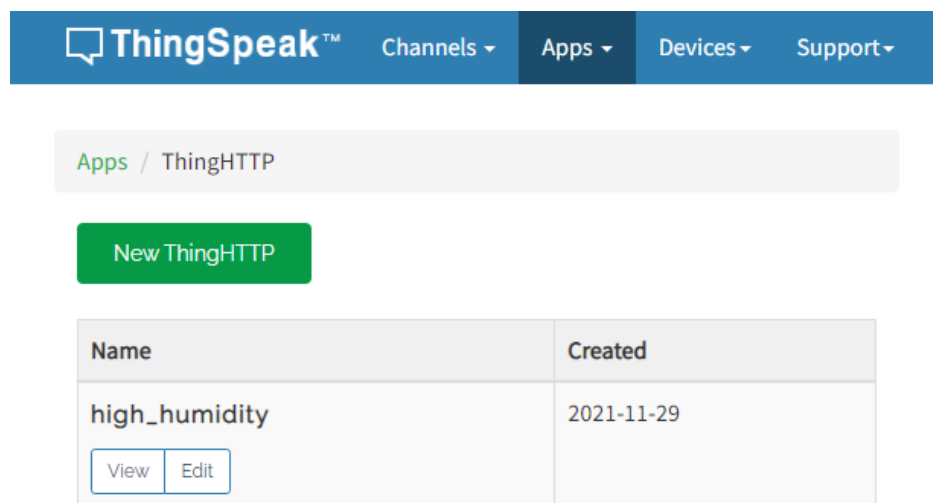 ThingSpeak™ Channels Apps Devices Support
Apps / ThingHTTP
New ThingHTTP
Name Created
high_humidity 2021-11-29
View Edit